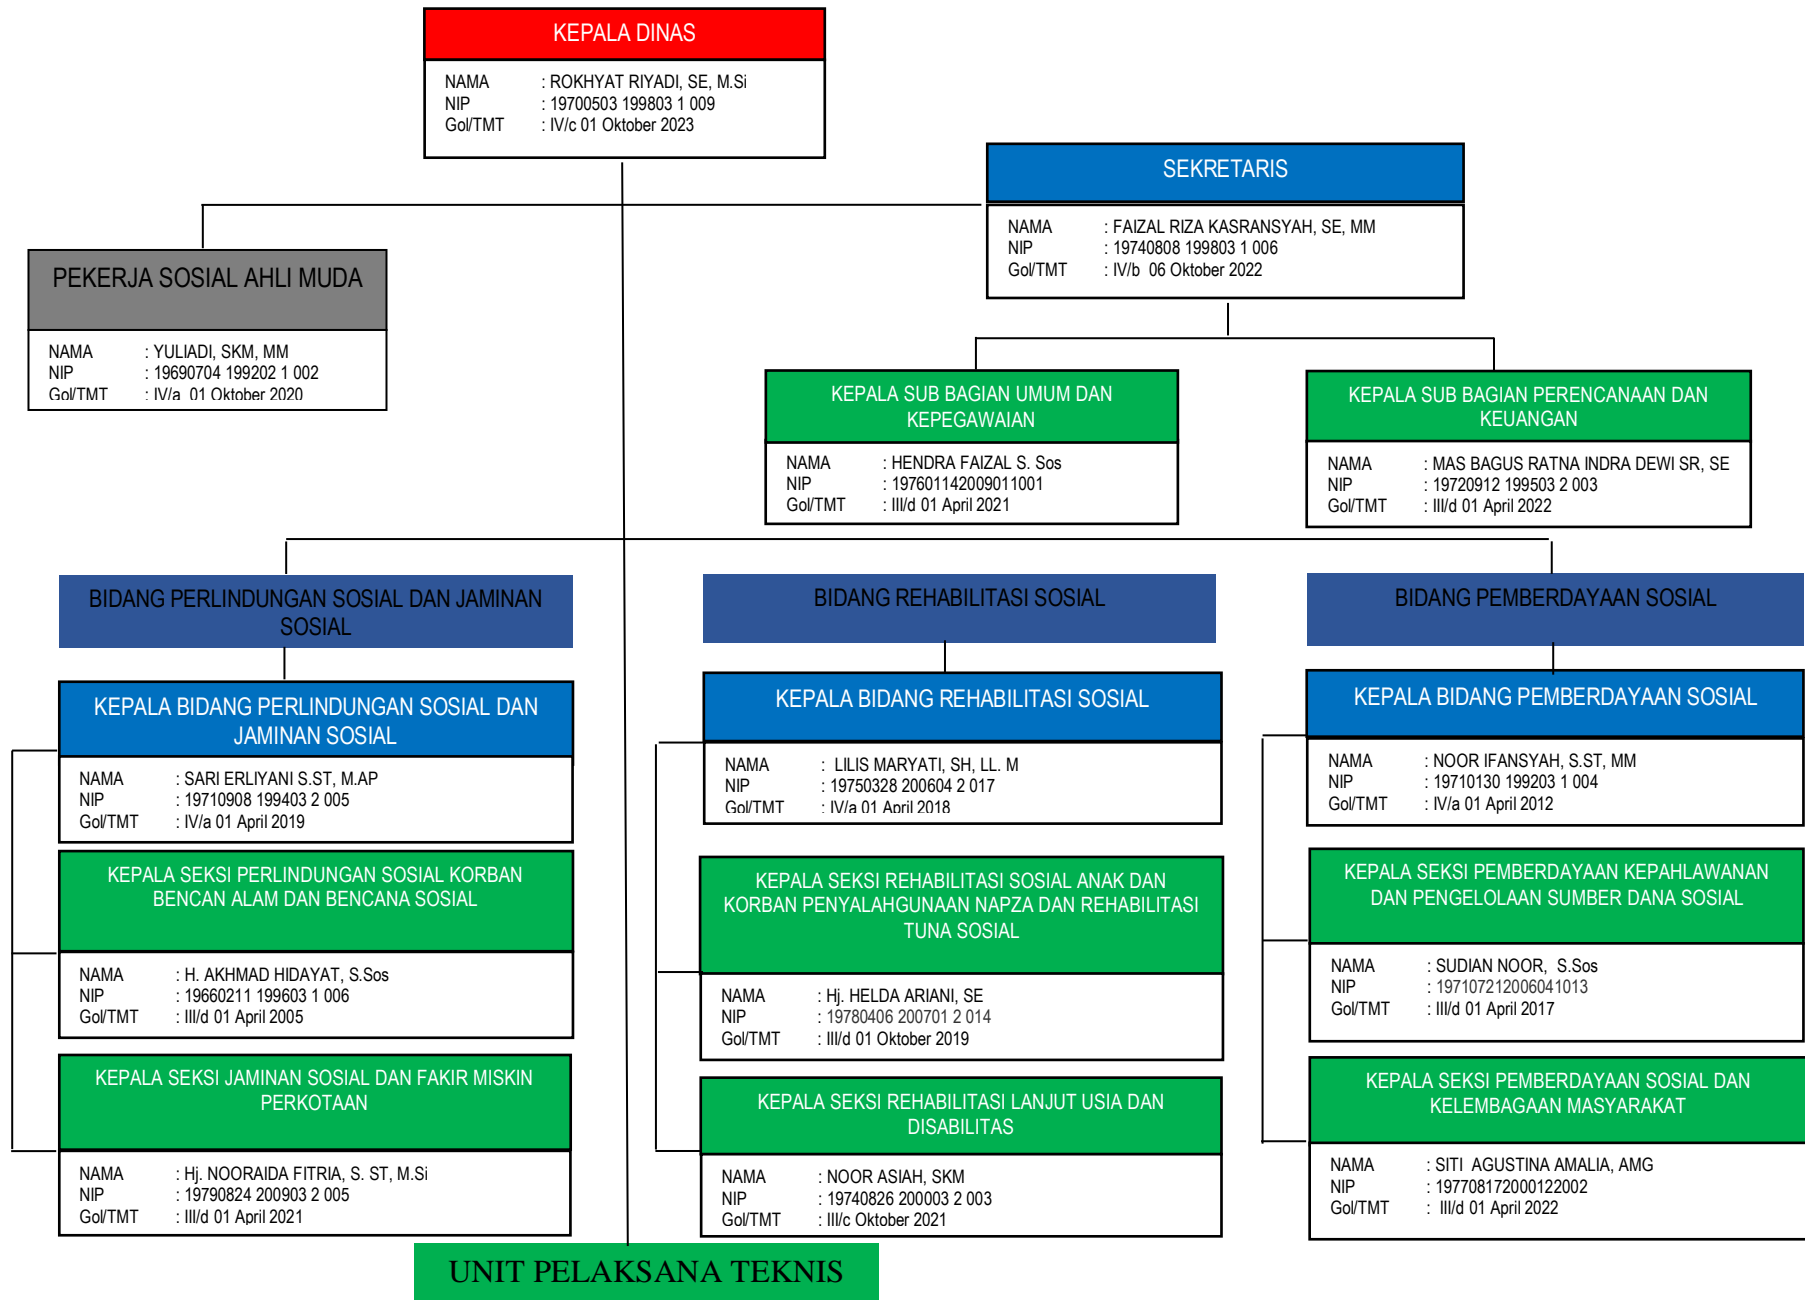 KEPALA DINAS
NAMA : ROKHYAT RIYADI, SE, M.Si
NIP : 19700503 199803 1 009
Gol/TMT : IV/c 01 Oktober 2023
SEKRETARIS
NAMA : FAIZAL RIZA KASRANSYAH, SE, MM
NIP : 19740808 199803 1 006
Gol/TMT : IV/b 06 Oktober 2022
PEKERJA SOSIAL AHLI MUDA
NAMA : YULIADI, SKM, MM
NIP : 19690704 199202 1 002
Gol/TMT : IV/a 01 Oktober 2020
KEPALA SUB BAGIAN UMUM DAN
KEPEGAWAIAN
NAMA : HENDRA FAIZAL S. Sos
NIP : 197601142009011001
Gol/TMT : III/d 01 April 2021
KEPALA SUB BAGIAN PERENCANAAN DAN
KEUANGAN
NAMA : MAS BAGUS RATNA INDRA DEWI SR, SE
NIP : 19720912 199503 2 003
Gol/TMT : III/d 01 April 2022
BIDANG PERLINDUNGAN SOSIAL DAN JAMINAN
SOSIAL
KEPALA BIDANG PERLINDUNGAN SOSIAL DAN
JAMINAN SOSIAL
NAMA : SARI ERLIYANI S.ST, M.AP
NIP : 19710908 199403 2 005
Gol/TMT : IV/a 01 April 2019
KEPALA SEKSI PERLINDUNGAN SOSIAL KORBAN
BENCAN ALAM DAN BENCANA SOSIAL
NAMA : H. AKHMAD HIDAYAT, S.Sos
NIP : 19660211 199603 1 006
Gol/TMT : III/d 01 April 2005
KEPALA SEKSI JAMINAN SOSIAL DAN FAKIR MISKIN
PERKOTAAN
NAMA : Hj. NOORAIDA FITRIA, S. ST, M.Si
NIP : 19790824 200903 2 005
Gol/TMT : III/d 01 April 2021
BIDANG REHABILITASI SOSIAL
KEPALA BIDANG REHABILITASI SOSIAL
NAMA : LILIS MARYATI, SH, LL. M
NIP : 19750328 200604 2 017
Gol/TMT : IV/a 01 April 2018
KEPALA SEKSI REHABILITASI SOSIAL ANAK DAN
KORBAN PENYALAHGUNAAN NAPZA DAN REHABILITASI
TUNA SOSIAL
NAMA : Hj. HELDA ARIANI, SE
NIP : 19780406 200701 2 014
Gol/TMT : III/d 01 Oktober 2019
KEPALA SEKSI REHABILITASI LANJUT USIA DAN
DISABILITAS
NAMA : NOOR ASIAH, SKM
NIP : 19740826 200003 2 003
Gol/TMT : III/c Oktober 2021
BIDANG PEMBERDAYAAN SOSIAL
KEPALA BIDANG PEMBERDAYAAN SOSIAL
NAMA : NOOR IFANSYAH, S.ST, MM
NIP : 19710130 199203 1 004
Gol/TMT : IV/a 01 April 2012
KEPALA SEKSI PEMBERDAYAAN KEPAHLAWANAN
DAN PENGELOLAAN SUMBER DANA SOSIAL
NAMA : SUDIAN NOOR, S.Sos
NIP : 197107212006041013
Gol/TMT : III/d 01 April 2017
KEPALA SEKSI PEMBERDAYAAN SOSIAL DAN
KELEMBAGAAN MASYARAKAT
NAMA : SITI AGUSTINA AMALIA, AMG
NIP : 197708172000122002
Gol/TMT : III/d 01 April 2022
UNIT PELAKSANA TEKNIS